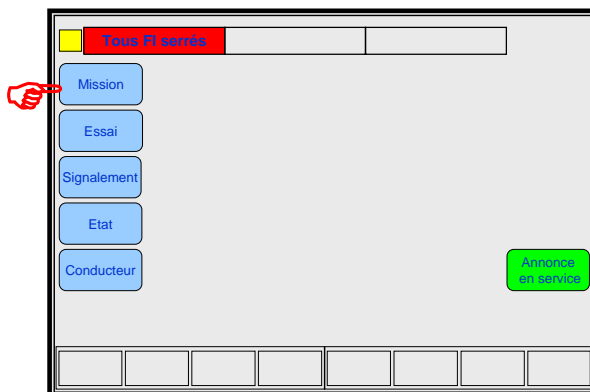 Tous FI serrés
Mission
Essai
Signalement
Etat
Conducteur
Annonce
en service